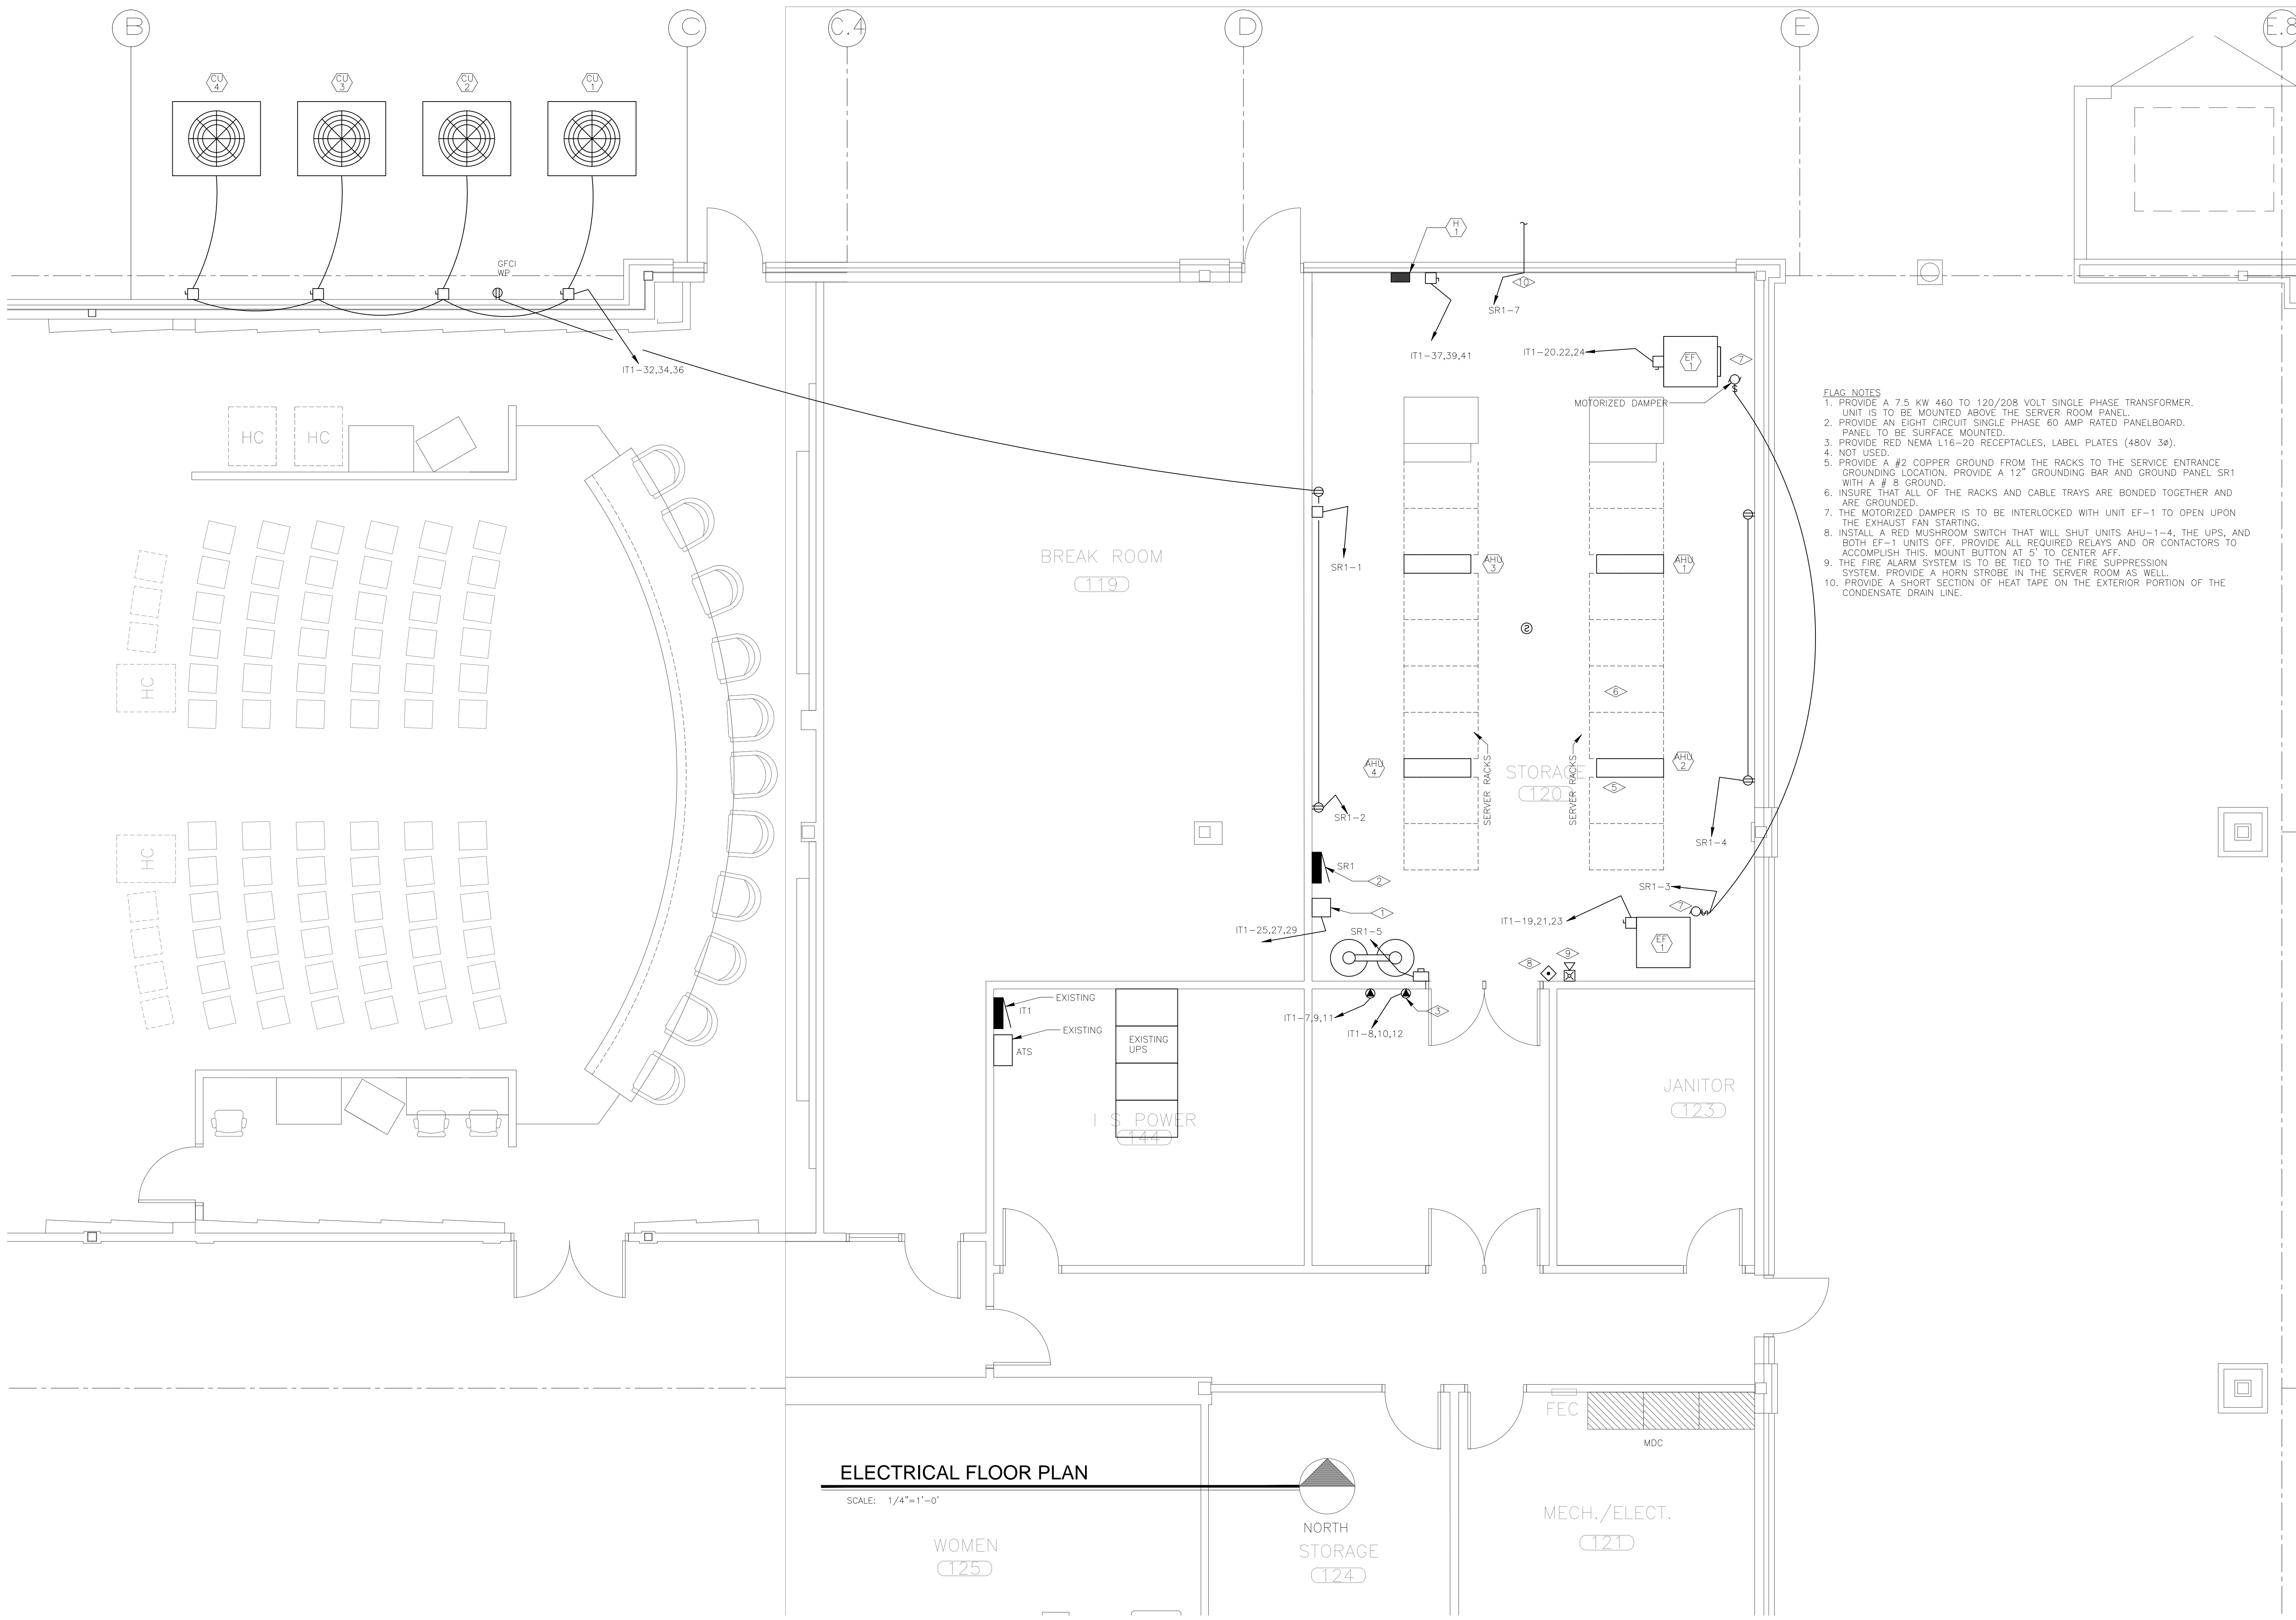 B
C
C.4
D
E
E.8
CU
4
CU
3
CU
2
CU
1
GFCI
WP
H
1
10
SR1-7
IT1-32,34,36
IT1-37,39,41
IT1-20.22,24
EF
1
7
MOTORIZED DAMPER
FLAG NOTES
1. PROVIDE A 7.5 KW 460 TO 120/208 VOLT SINGLE PHASE TRANSFORMER.
UNIT IS TO BE MOUNTED ABOVE THE SERVER ROOM PANEL.
2. PROVIDE AN EIGHT CIRCUIT SINGLE PHASE 60 AMP RATED PANELBOARD.
PANEL TO BE SURFACE MOUNTED.
3. PROVIDE RED NEMA L16-20 RECEPTACLES, LABEL PLATES (480V 3ø).
4. NOT USED.
5. PROVIDE A #2 COPPER GROUND FROM THE RACKS TO THE SERVICE ENTRANCE
GROUNDING LOCATION. PROVIDE A 12" GROUNDING BAR AND GROUND PANEL SR1
WITH A # 8 GROUND.
6. INSURE THAT ALL OF THE RACKS AND CABLE TRAYS ARE BONDED TOGETHER AND
ARE GROUNDED.
7. THE MOTORIZED DAMPER IS TO BE INTERLOCKED WITH UNIT EF-1 TO OPEN UPON
THE EXHAUST FAN STARTING.
8. INSTALL A RED MUSHROOM SWITCH THAT WILL SHUT UNITS AHU-1-4, THE UPS, AND
BOTH EF-1 UNITS OFF. PROVIDE ALL REQUIRED RELAYS AND OR CONTACTORS TO
ACCOMPLISH THIS. MOUNT BUTTON AT 5' TO CENTER AFF.
9. THE FIRE ALARM SYSTEM IS TO BE TIED TO THE FIRE SUPPRESSION
SYSTEM. PROVIDE A HORN STROBE IN THE SERVER ROOM AS WELL.
10. PROVIDE A SHORT SECTION OF HEAT TAPE ON THE EXTERIOR PORTION OF THE
CONDENSATE DRAIN LINE.
HC
HC
BREAK ROOM
119
SR1-1
AHU
3
AHU
1
2
6
HC
AHU
4
AHU
2
SERVER RACKS
SERVER RACKS
STORAGE
120
5
SR1-2
SR1-4
HC
SR1
2
SR1-3
7
1
IT1-19,21,23
IT1-25,27,29
SR1-5
EF
1
8
9
EXISTING
IT1
EXISTING
ATS
EXISTING
UPS
IT1-7,9,11
IT1-8,10,12
3
I S POWER
144
JANITOR
123
FEC
MDC
ELECTRICAL FLOOR PLAN
SCALE: 1/4"=1'-0'
NORTH
WOMEN
125
STORAGE
124
MECH./ELECT.
121